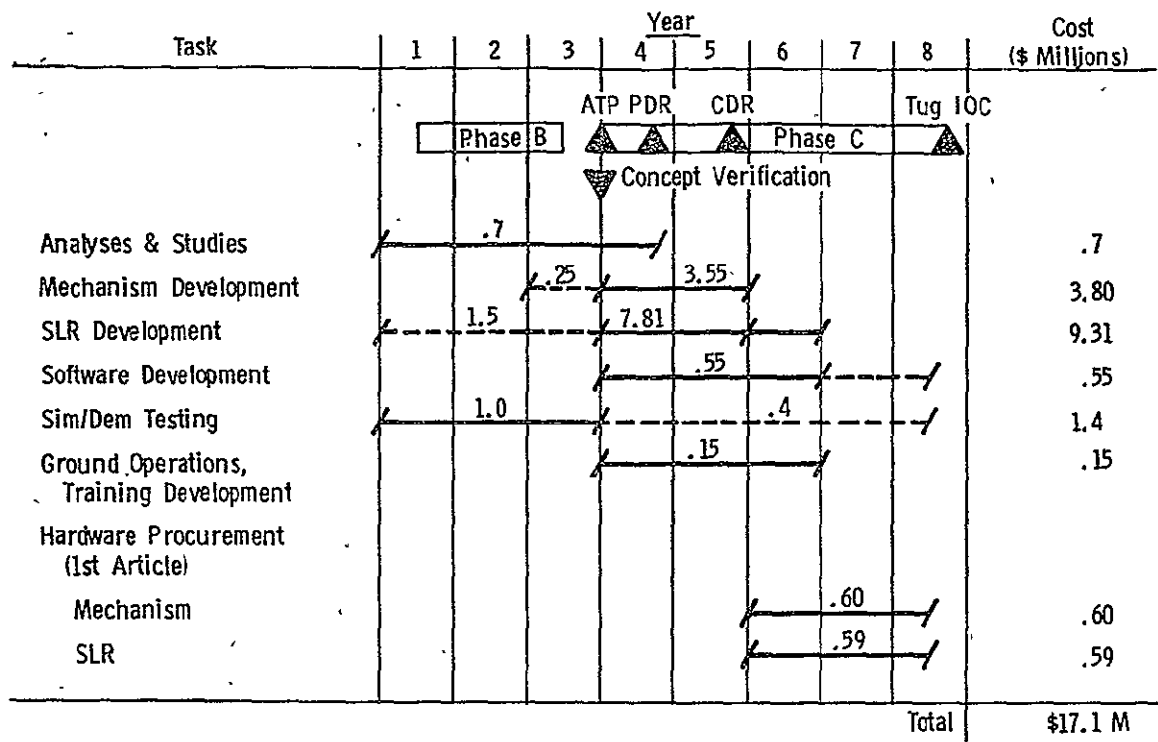 Year
Task 1 2 3 4 5 6 7 8 Cost
($ Millions)
ATP PDR CDR Tug IOC
Phase B Phase C
Concept Verification
Analyses & Studies .7 .7
Mechanism Development .25 3.55 3.80
SLR Development 1.5 7.81 9.31
Software Development .55 .55
Sim/Dem Testing 1.0 .4 1.4
Ground Operations, .15 .15
Training Development
Hardware Procurement
(1st Article)
Mechanism .60 .60
SLR .59 .59
Total $17.1 M